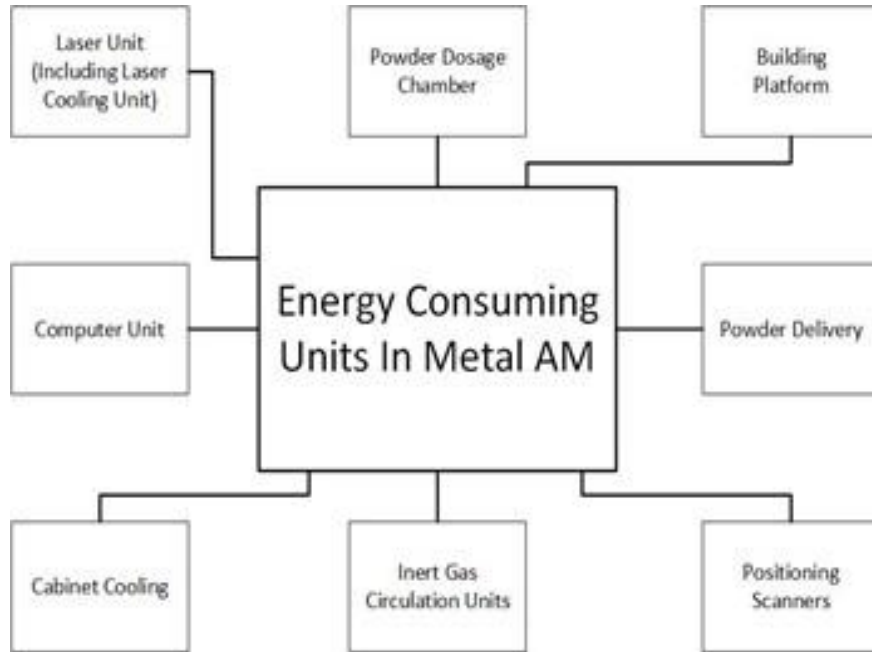 Laser Unit
(Including Laser
Cooling Unit)
Powder Dosage
Chamber
Building
Platform
Energy Consuming
Units In Metal AM
Computer Unit
Powder Delivery
Cabinet Cooling
Inert Gas
Circulation Units
Positioning
Scanners